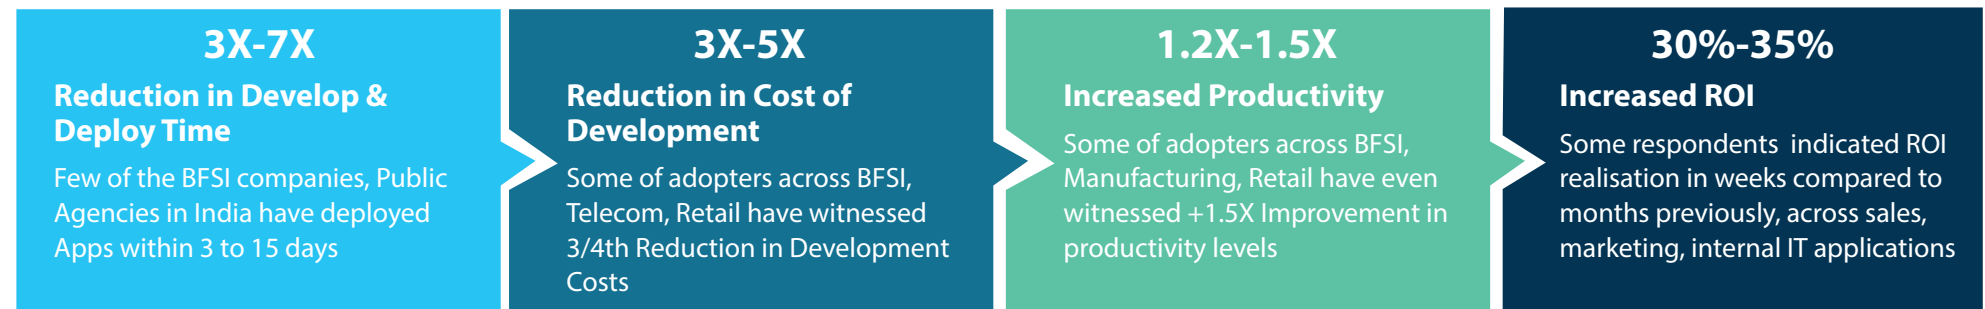 3X-7X
Reduction in Develop &
Deploy Time
Few of the BFSI companies, Public
Agencies in India have deployed
Apps within 3 to 15 days
3X-5X
Reduction in Cost of
Development
Some of adopters across BFSI,
Telecom, Retail have witnessed
3/4th Reduction in Development
Costs
1.2X-1.5X
Increased Productivity
Some of adopters across BFSI,
Manufacturing, Retail have even
witnessed +1.5X Improvement in
productivity levels
30%-35%
Increased ROI
Some respondents  indicated ROI
realisation in weeks compared to
months previously, across sales,
marketing, internal IT applications